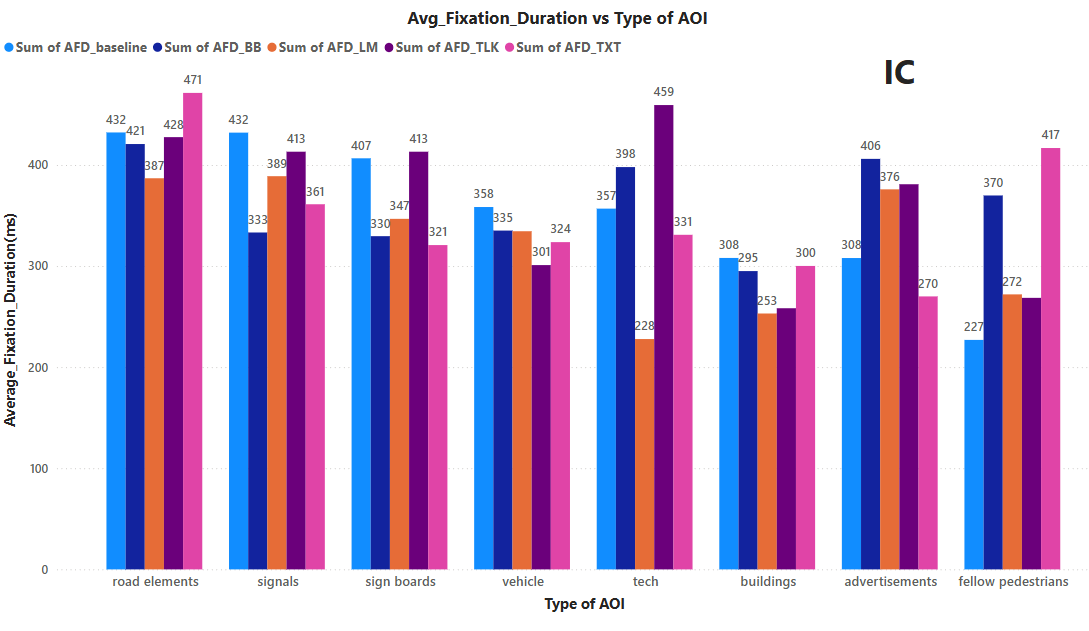 Avg_Fixation_Duration vs Type of AOI
Sum of AFD_baseline Sum of AFD_BB Sum of AFD_LM Sum of AFD_TLK Sum of AFD_TXT
IC
Average_Fixation_Duration(ms)
400
300
200
100
0
432 421 387 428 471
432 333 389 413 361
407 330 347 413 321
358 335 301 324
357 398 228 459 331
308 295 253 300
308 406 376 270
227 370 272 417
road elements signals sign boards vehicle tech buildings advertisements fellow pedestrians
Type of AOI